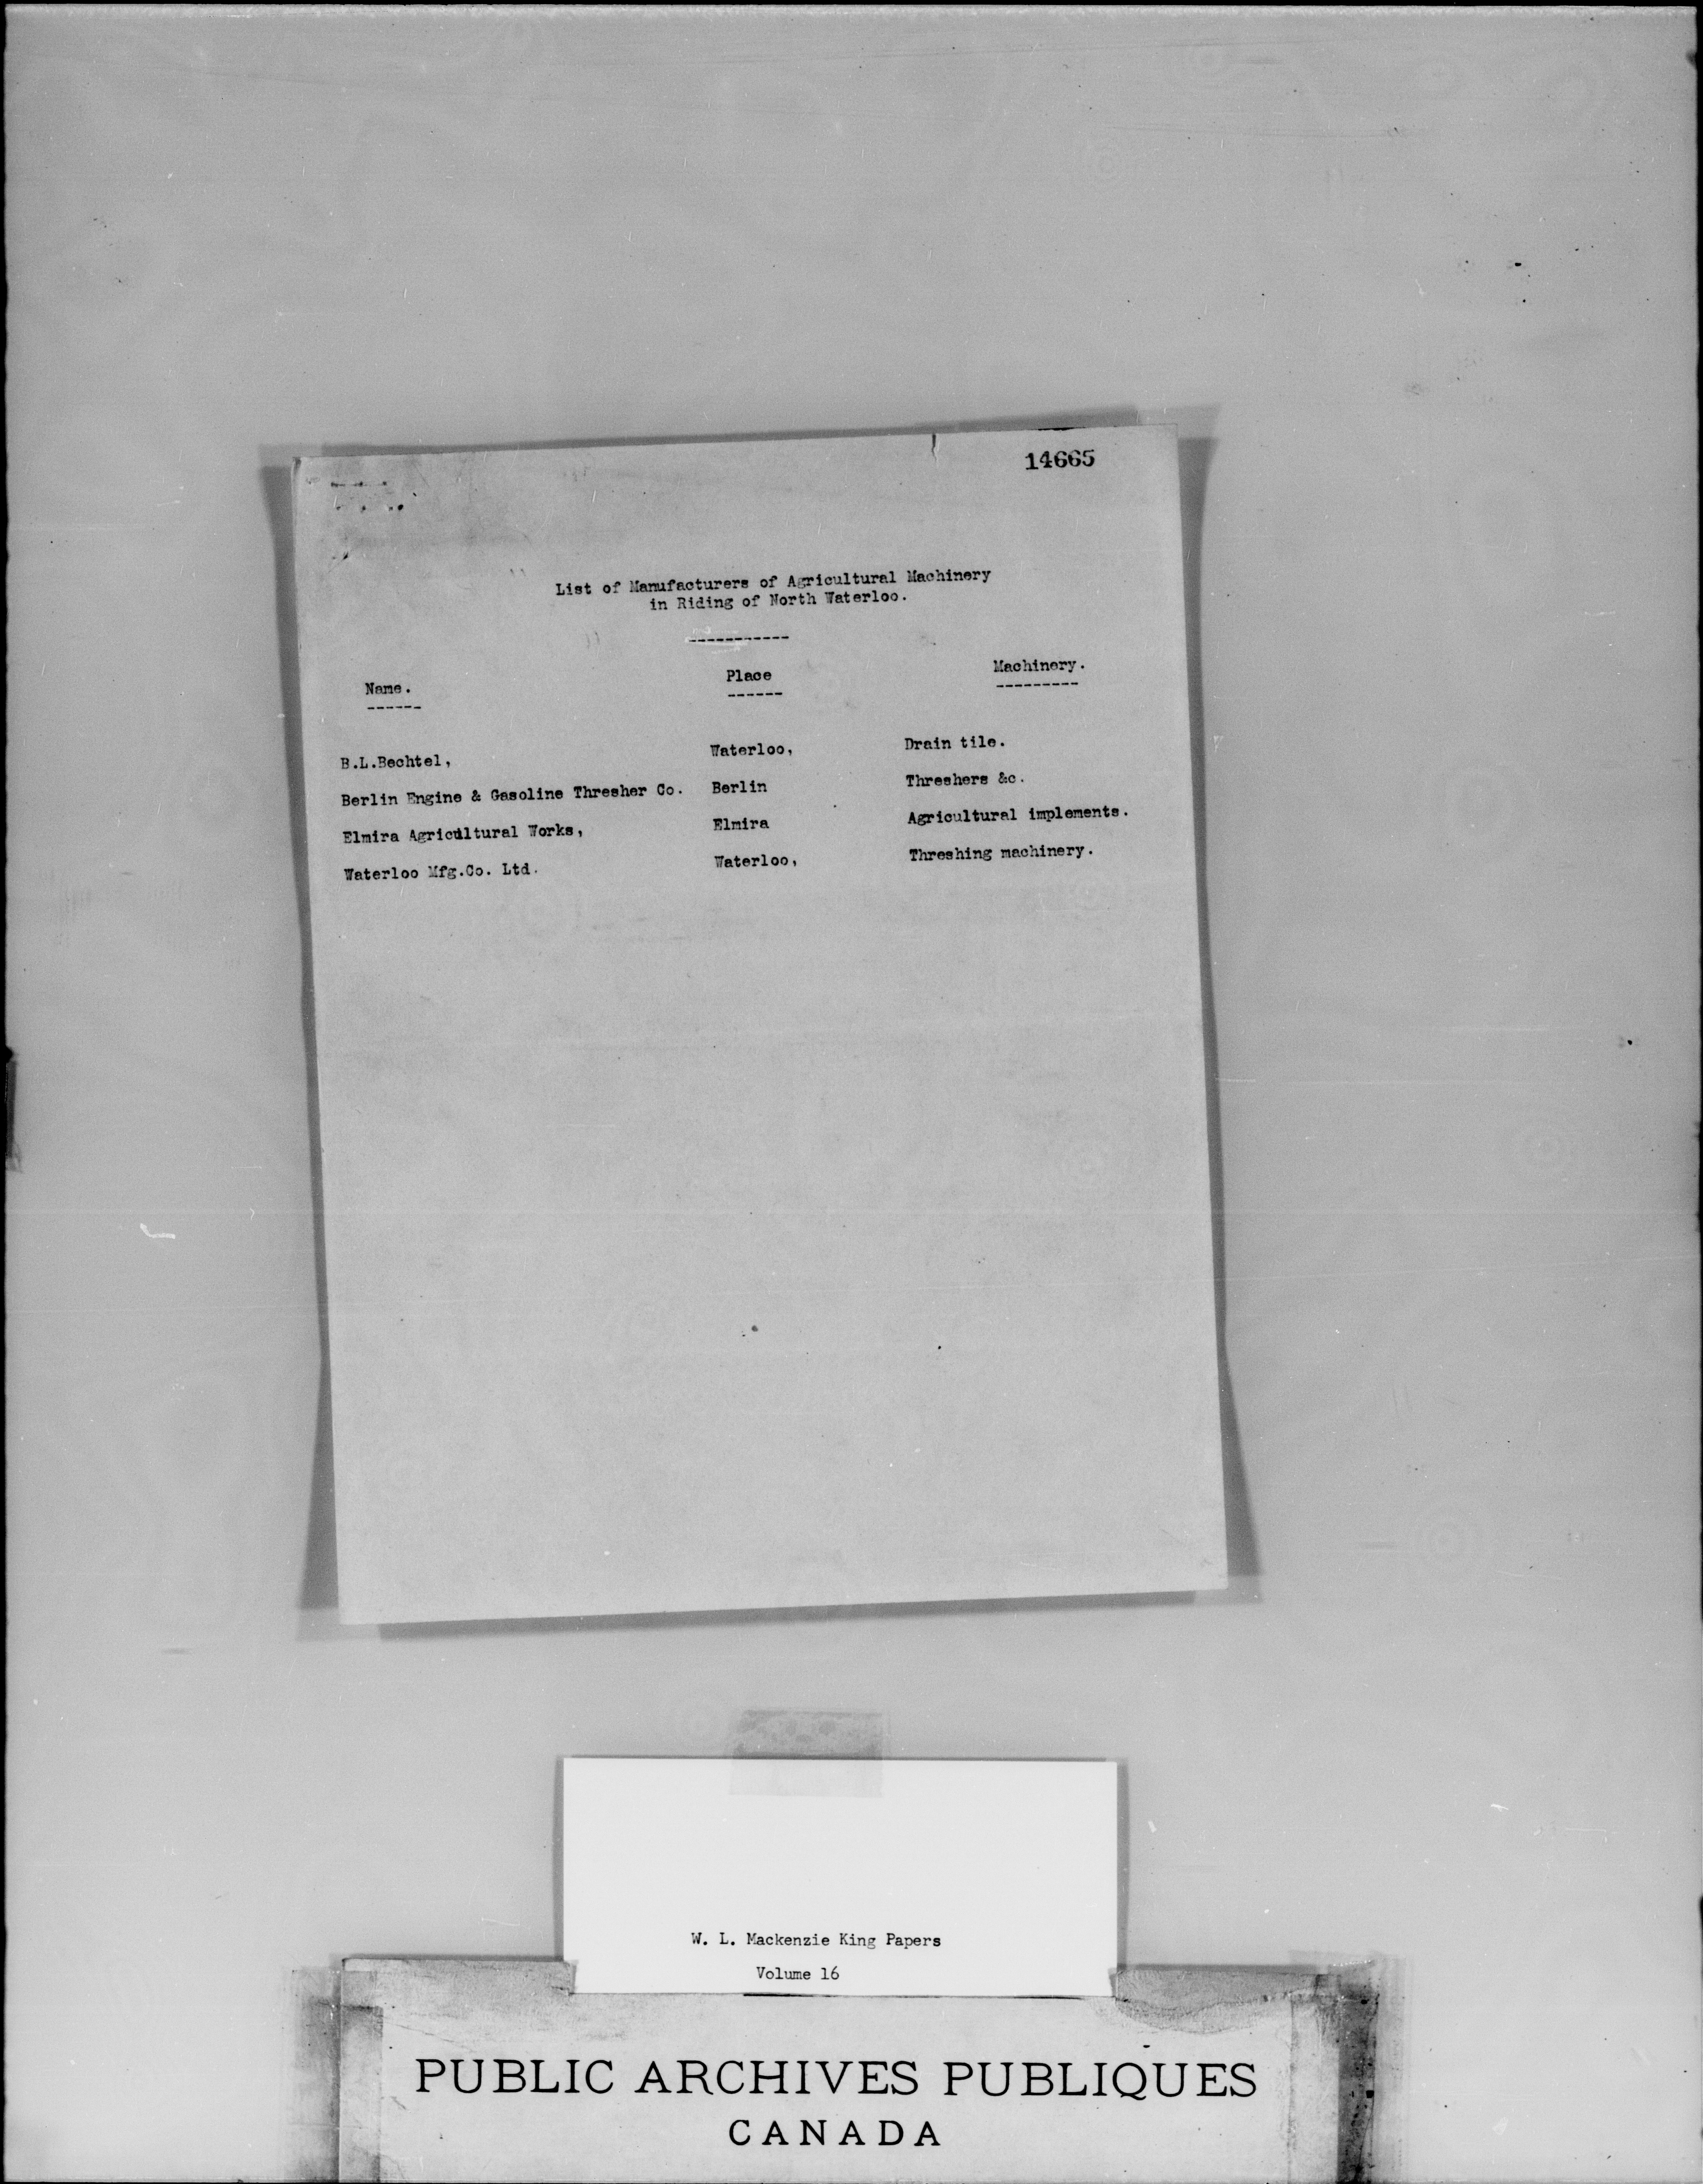 14665
List of Manufacturers of Agricultural Machinery
in Riding of North Waterloo.
-----------
Name. Place Machinery.
------ ------ ---------
B.L.Bechtel, Waterloo, Drain tile.
Berlin Engine & Gasoline Thresher Co. Berlin Threshers &c.
Elmira Agricultural Works, Elmira Agricultural implements.
Waterloo Mfg.Co. Ltd. Waterloo, Threshing machinery.
W. L. Mackenzie King Papers
Volume 16
PUBLIC ARCHIVES PUBLIQUES
CANADA